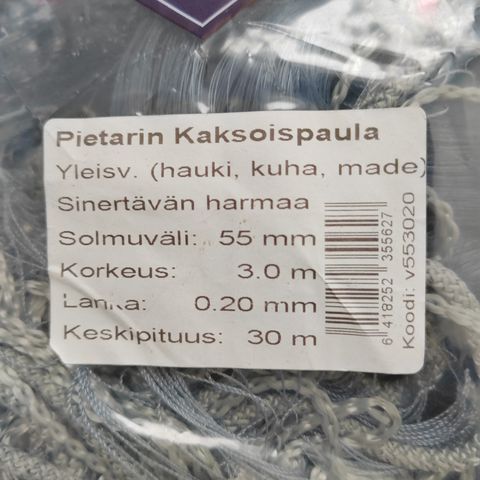 Pietarin Kaksoispaula
Yleisv. (hauki, kuha, made)
Sinertävän harmaa
Solmuväli: 55 mm
Korkeus: 3.0 m
Lanka: 0.20 mm
Keskipituus: 30 m
6 418252 355627
Koodi: v553020